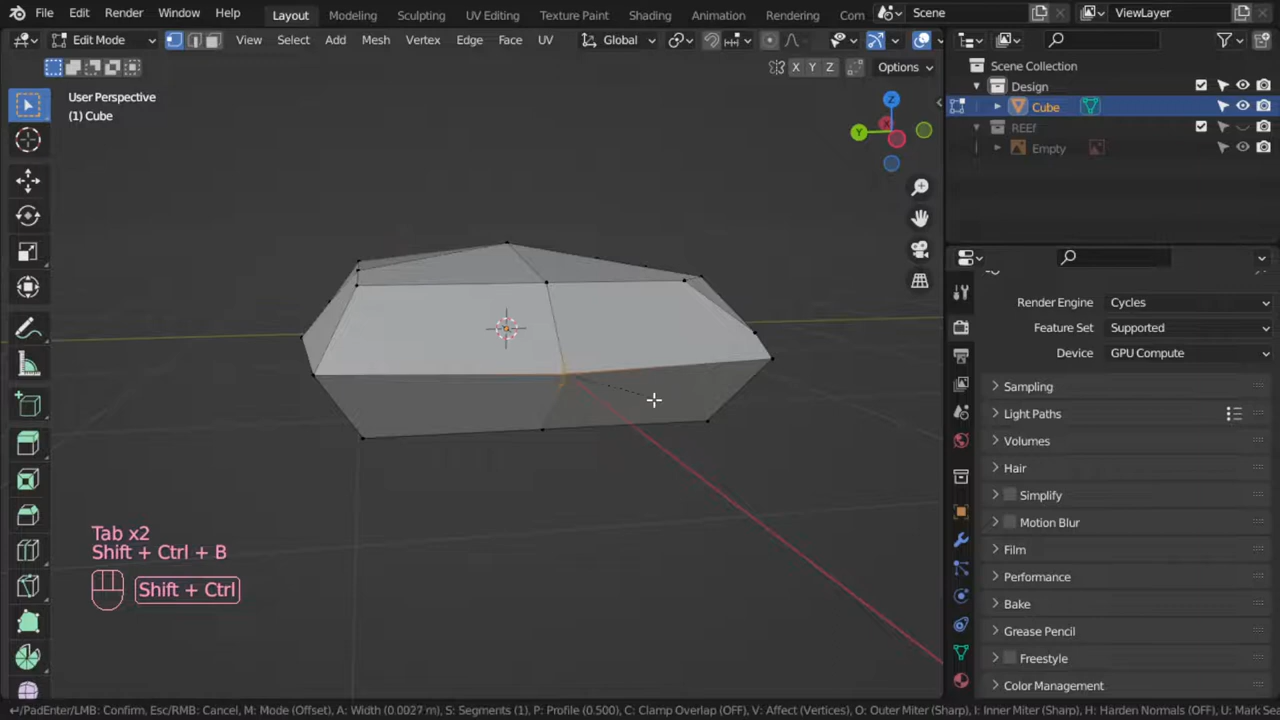 File Edit Render Window Help Layout Modeling Sculpting UV Editing Texture Paint Shading Animation Rendering Com Scene ViewLayer
Edit Mode View Select Add Mesh Vertex Edge Face UV Global
X Y Z Options
User Perspective
(1) Cube
Z
Y
Scene Collection
Design
Cube
REEf
Empty
Render Engine Cycles
Feature Set Supported
Device GPU Compute
Sampling
Light Paths
Volumes
Hair
Simplify
Motion Blur
Film
Performance
Bake
Grease Pencil
Freestyle
Color Management
Tab x2
Shift + Ctrl + B
Shift + Ctrl
/PadEnter/LMB: Confirm, Esc/RMB: Cancel, M: Mode (Offset), A: Width (0.0027 m), S: Segments (1), P: Profile (0.500), C: Clamp Overlap (OFF), V: Affect (Vertices), O: Outer Miter (Sharp), I: Inner Miter (Sharp), H: Harden Normals (OFF), U: Mark Sea